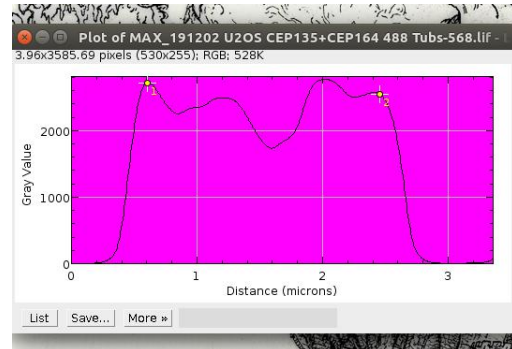 Plot of MAX_191202 U2OS CEP135+CEP164 488 Tubs-568.lif -
3.96x3585.69 pixels (530x255); RGB; 528K
1
2
2000
1000
0
Gray Value
0 1 2 3
Distance (microns)
List Save... More »